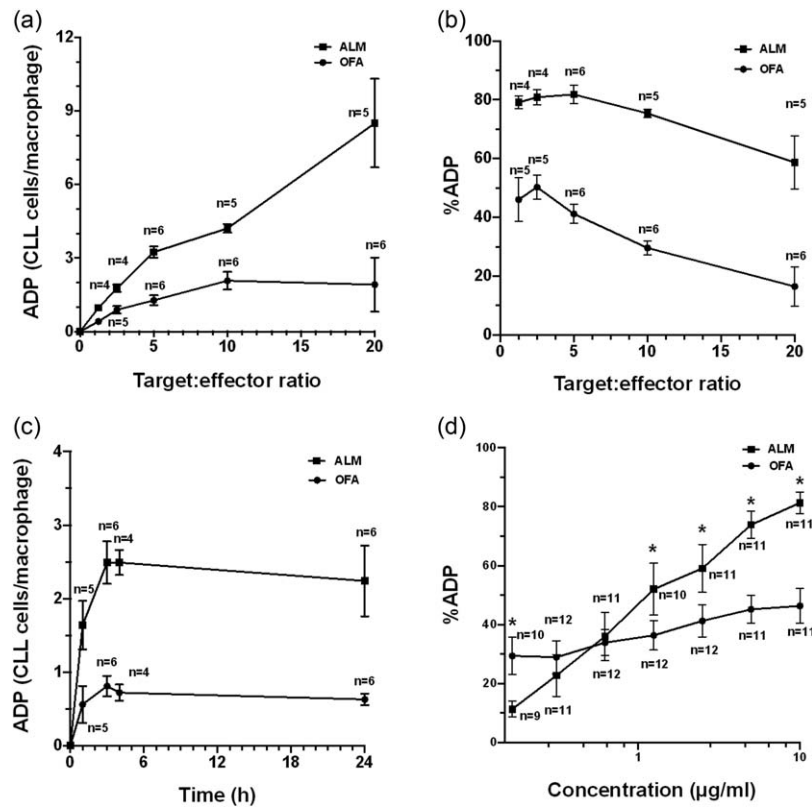 (a)
12
9
6
3
0
ADP (CLL cells/macrophage)
ALM
OFA
n=4
n=4
n=5
n=6
n=6
n=5
n=6
n=5
n=6
0 5 10 15 20
Target:effector ratio
(b)
100
80
60
40
20
0
%ADP
ALM
OFA
n=4
n=4
n=6
n=5
n=5
n=5
n=5
n=6
n=6
n=6
0 5 10 15 20
Target:effector ratio
(c)
4
3
2
1
0
ADP (CLL cells/macrophage)
ALM
OFA
n=5
n=6
n=4
n=6
n=5
n=6
n=4
n=6
0 6 12 18 24
Time (h)
(d)
100
80
60
40
20
0
%ADP
ALM
OFA
*
n=10
n=12
n=11
*
n=10
*
n=11
*
n=11
*
n=11
n=9
n=11
n=12
n=12
n=12
n=11
n=11
1 10
Concentration (µg/ml)